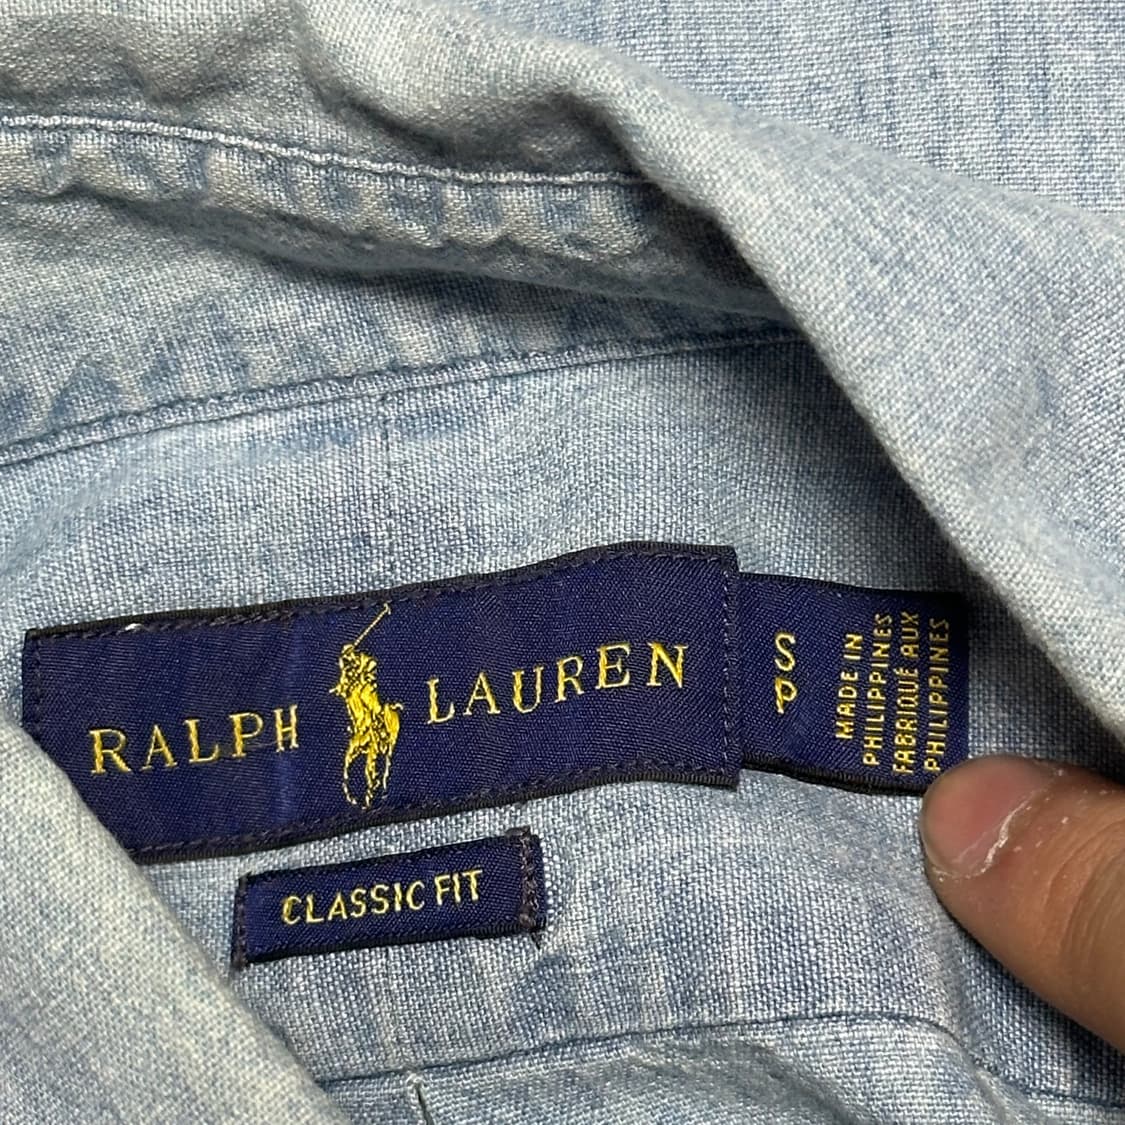 RALPH LAUREN
S
P
MADE IN
PHILIPPINES
FABRIQUÉ AUX
PHILIPPINES
CLASSIC FIT